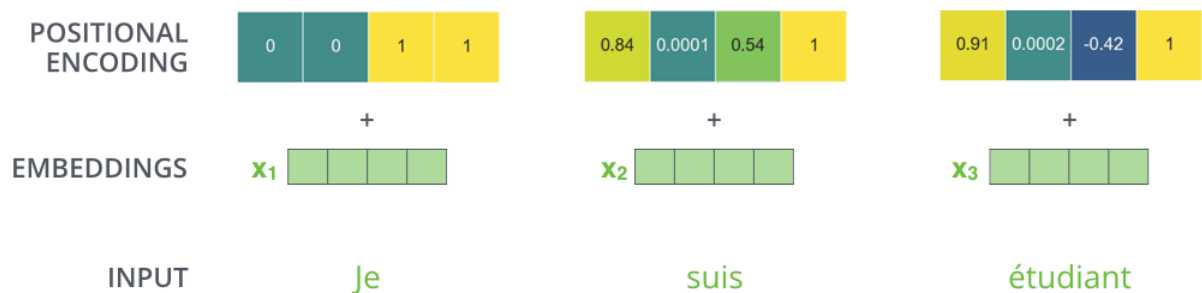 POSITIONAL
ENCODING
0 0 1 1
0.84 0.0001 0.54 1
0.91 0.0002 -0.42 1
+ + +
EMBEDDINGS x₁ x₂ x₃
INPUT Je suis étudiant